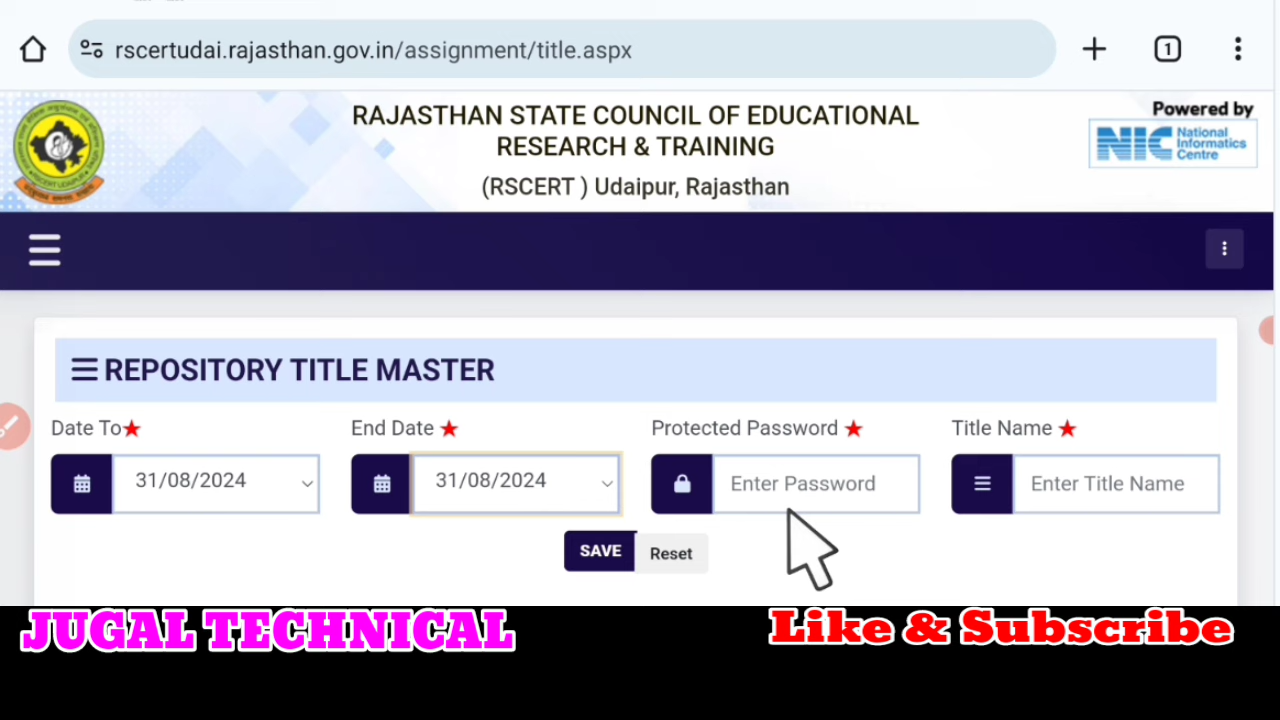 rscertudai.rajasthan.gov.in/assignment/title.aspx
1
RAJASTHAN STATE COUNCIL OF EDUCATIONAL
RESEARCH & TRAINING
(RSCERT ) Udaipur, Rajasthan
Powered by
NIC National
Informatics
Centre
REPOSITORY TITLE MASTER
Date To★ End Date ★ Protected Password ★ Title Name ★
31/08/2024 31/08/2024 Enter Password Enter Title Name
SAVE Reset
JUGAL TECHNICAL Like & Subscribe